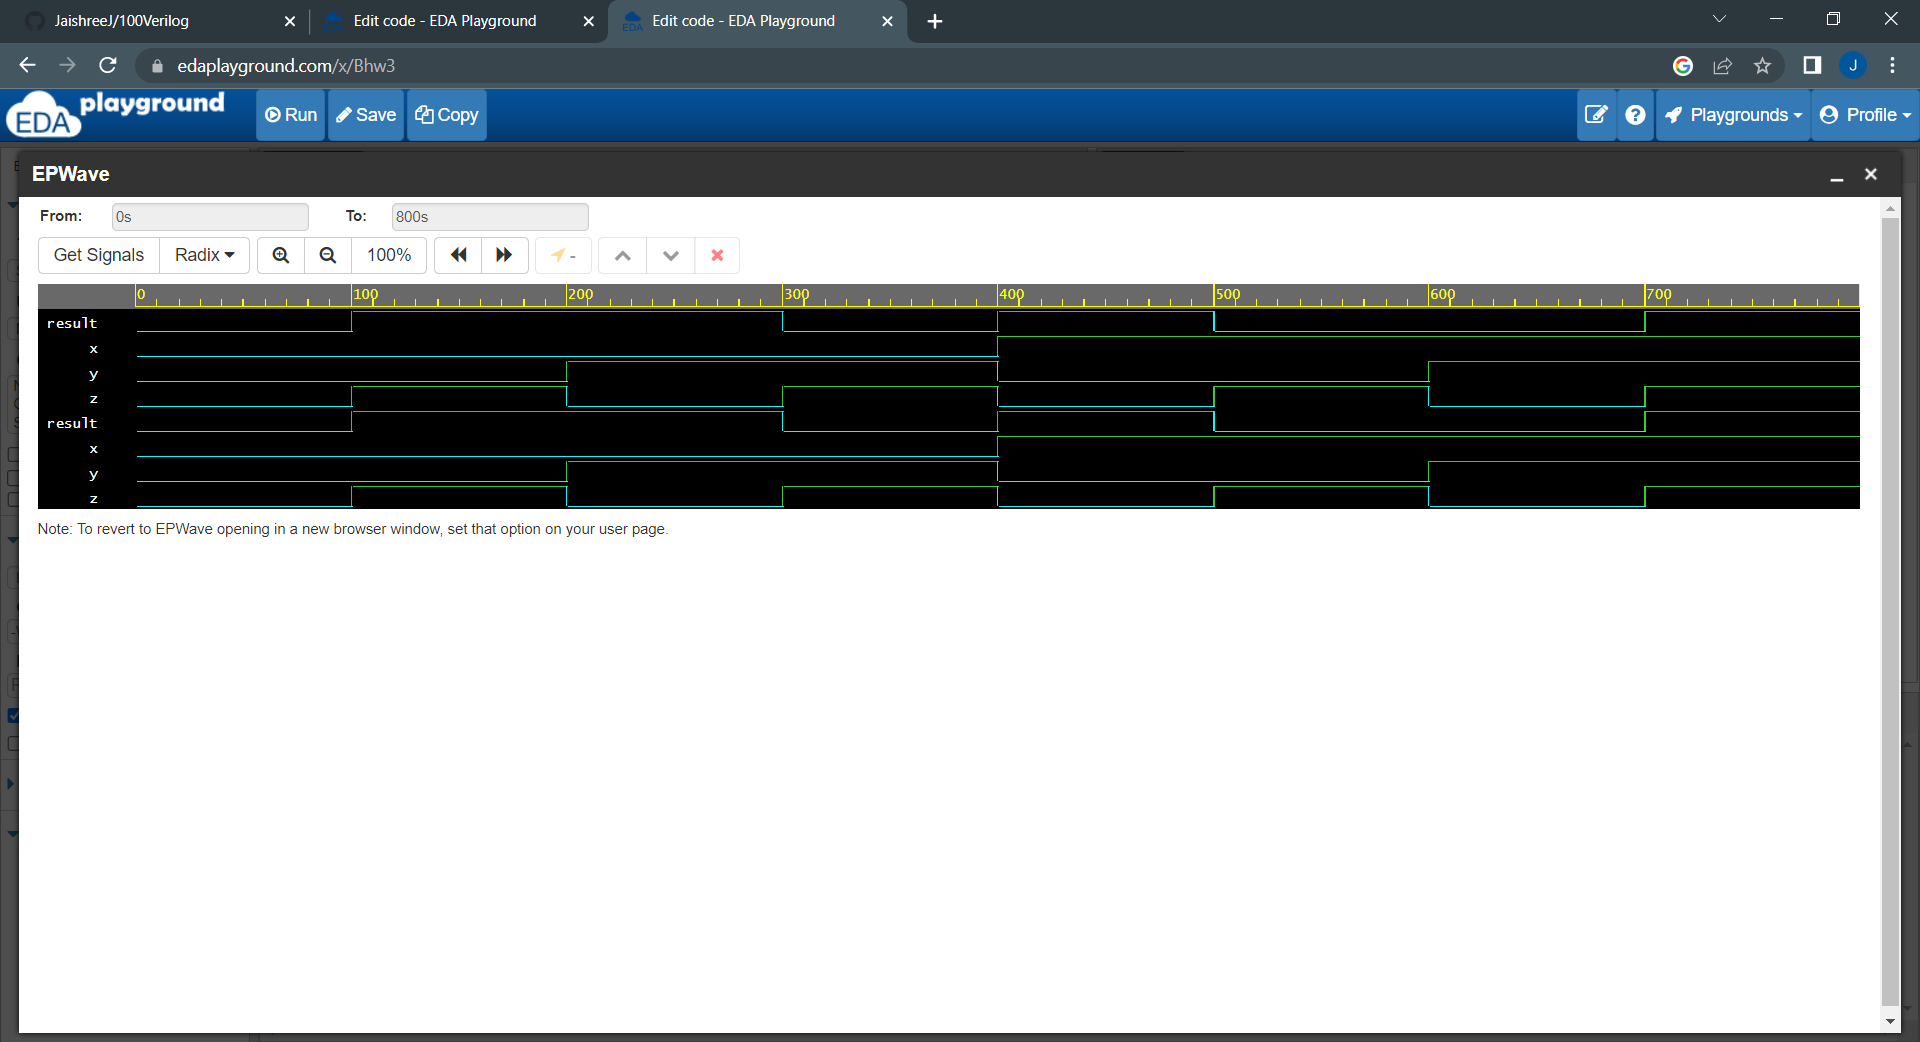 JaishreeJ/100Verilog
Edit code - EDA Playground
Edit code - EDA Playground
edaplayground.com/x/Bhw3
J
EDA playground
Run
Save
Copy
Playgrounds
Profile
EPWave
From:
0s
To:
800s
Get Signals
Radix
100%
-
0 100 200 300 400 500 600 700
result
x
y
z
result
x
y
z
Note: To revert to EPWave opening in a new browser window, set that option on your user page.